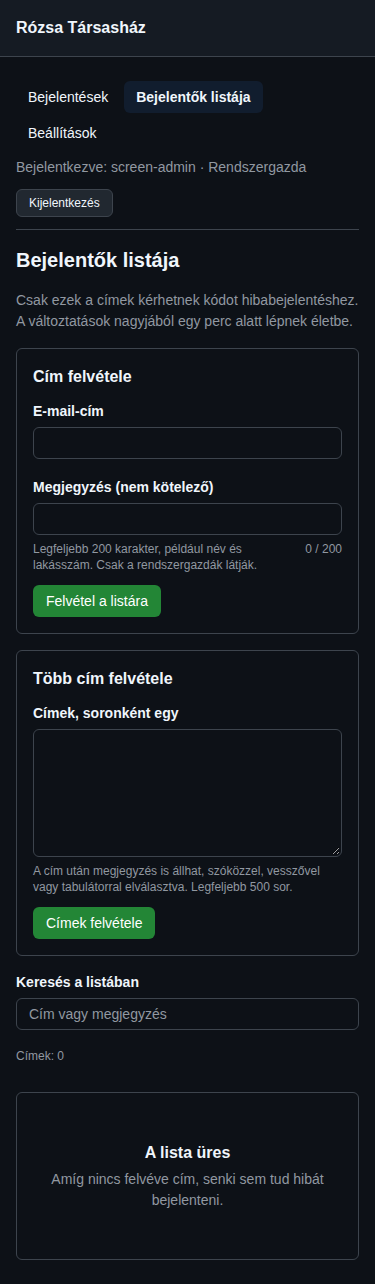 Rózsa Társasház
Bejelentések
Bejelentők listája
Beállítások
Bejelentkezve: screen-admin · Rendszergazda
Kijelentkezés
Bejelentők listája
Csak ezek a címek kérhetnek kódot hibabejelentéshez.
A változtatások nagyjából egy perc alatt lépnek életbe.
Cím felvétele
E-mail-cím
Megjegyzés (nem kötelező)
Legfeljebb 200 karakter, például név és
lakásszám. Csak a rendszergazdák látják.
0 / 200
Felvétel a listára
Több cím felvétele
Címek, soronként egy
A cím után megjegyzés is állhat, szóközzel, vesszővel
vagy tabulátorral elválasztva. Legfeljebb 500 sor.
Címek felvétele
Keresés a listában
Cím vagy megjegyzés
Címek: 0
A lista üres
Amíg nincs felvéve cím, senki sem tud hibát
bejelenteni.